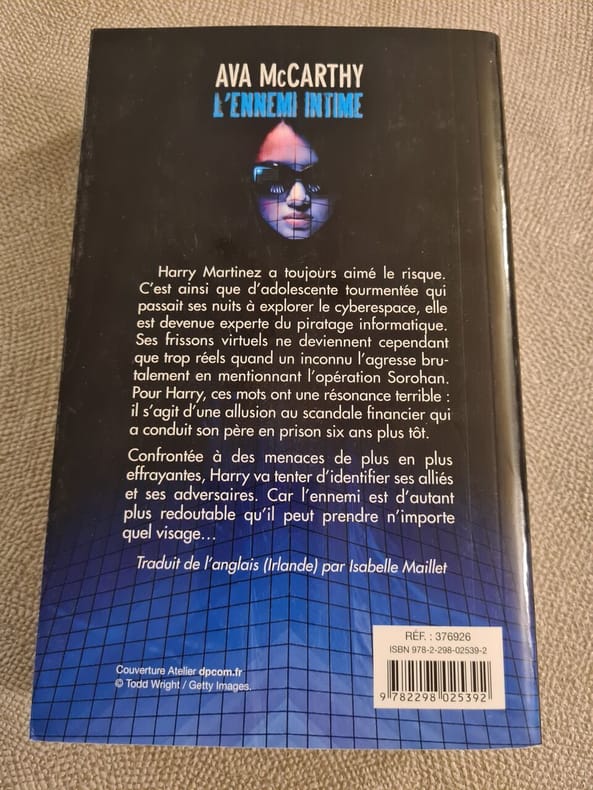 AVA McCARTHY
L'ENNEMI INTIME
Harry Martinez a toujours aimé le risque.
C'est ainsi que d'adolescente tourmentée qui
passait ses nuits à explorer le cyberespace, elle
est devenue experte du piratage informatique.
Ses frissons virtuels ne deviennent cependant
que trop réels quand un inconnu l'agresse bru-
talement en mentionnant l'opération Sorohan.
Pour Harry, ces mots ont une résonance terrible :
il s'agit d'une allusion au scandale financier qui
a conduit son père en prison six ans plus tôt.
Confrontée à des menaces de plus en plus
effrayantes, Harry va tenter d'identifier ses alliés
et ses adversaires. Car l'ennemi est d'autant
plus redoutable qu'il peut prendre n'importe
quel visage...
Traduit de l'anglais (Irlande) par Isabelle Maillet
RÉF. : 376926
ISBN 978-2-298-02539-2
9 782298 025392
Couverture Atelier dpcom.fr
© Todd Wright / Getty Images.